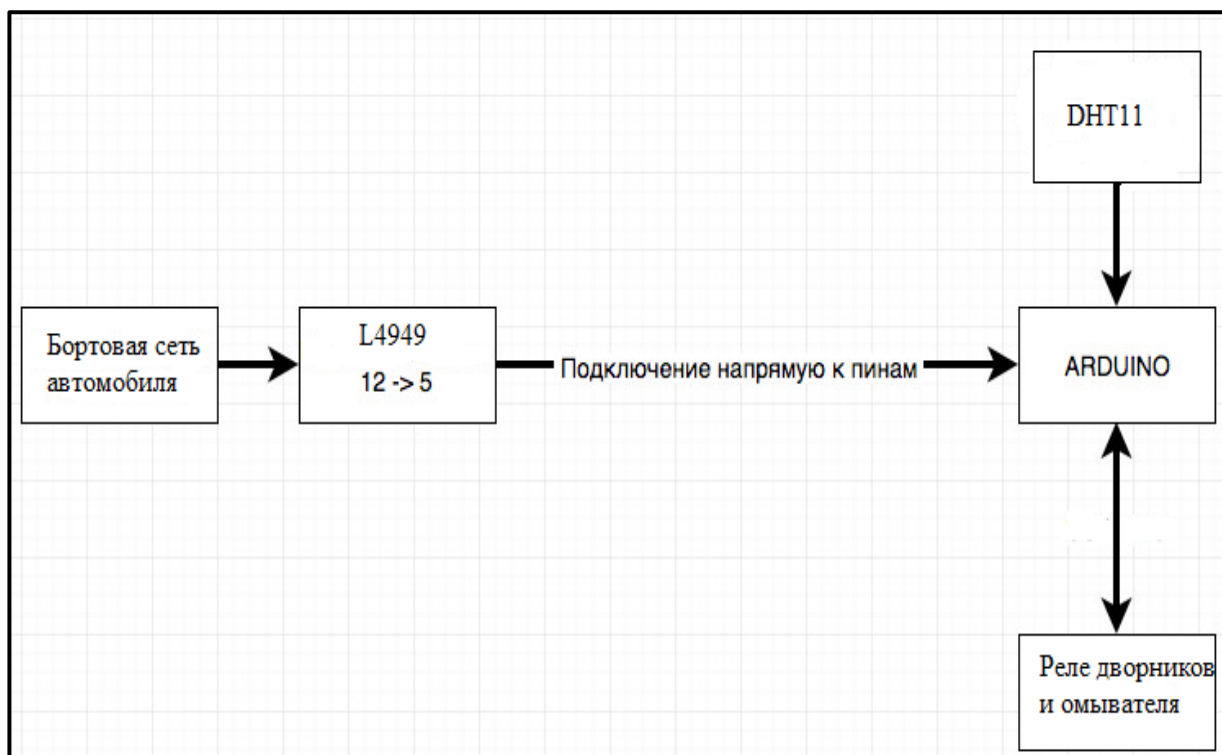 DHT11
Бортовая сеть
автомобиля
L4949
12 -> 5
Подключение напрямую к пинам
ARDUINO
Реле дворников
и омывателя